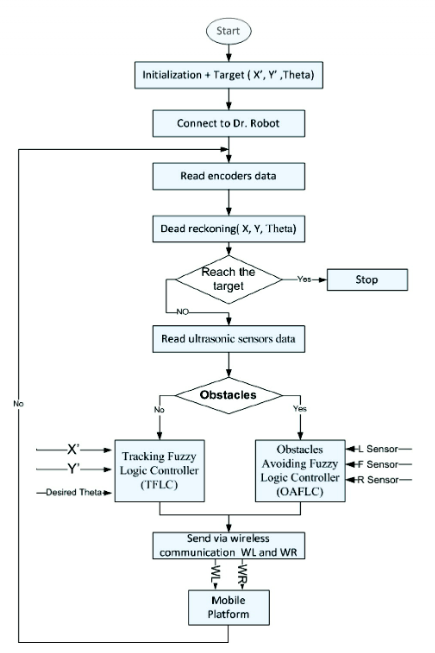 Start
Initialization + Target ( X', Y' ,Theta)
Connect to Dr. Robot
Read encoders data
Dead reckoning( X, Y, Theta)
Reach the
target
Yes
Stop
NO
Read ultrasonic sensors data
Obstacles
No
No
Yes
X'
Y'
Desired Theta
Tracking Fuzzy
Logic Controller
(TFLC)
Obstacles
Avoiding Fuzzy
Logic Controller
(OAFLC)
L Sensor
F Sensor
R Sensor
Send via wireless
communication WL and WR
WL
WR
Mobile
Platform